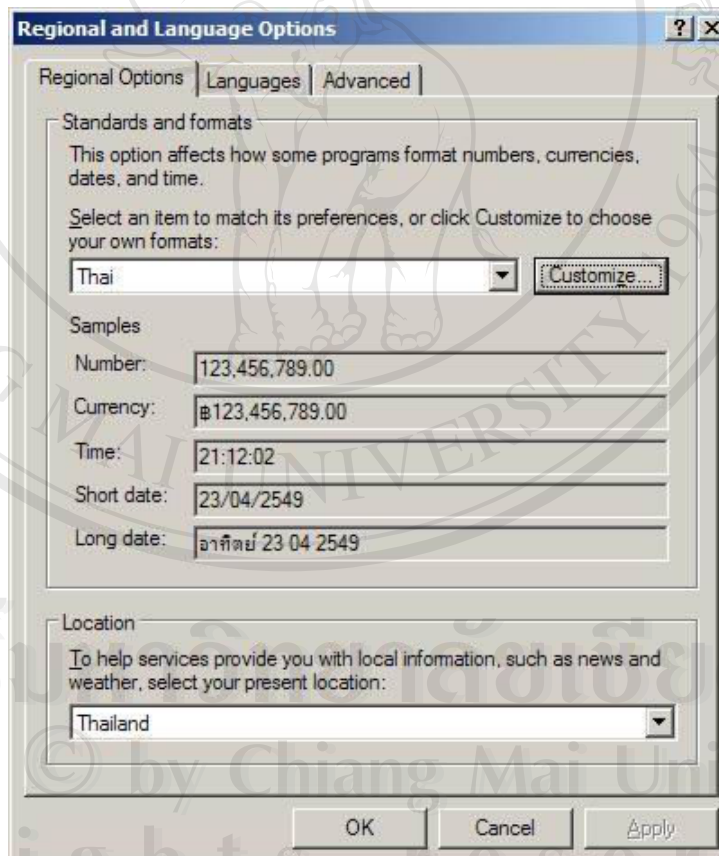 Regional and Language Options
Regional Options Languages Advanced
Standards and formats
This option affects how some programs format numbers, currencies,
dates, and time.
Select an item to match its preferences, or click Customize to choose
your own formats:
Thai Customize...
Samples
Number: 123,456,789.00
Currency: ฿123,456,789.00
Time: 21:12:02
Short date: 23/04/2549
Long date: อาทิตย์ 23 04 2549
Location
To help services provide you with local information, such as news and
weather, select your present location:
Thailand
© by Chiang Mai Uni
OK Cancel Apply
MAI UNIVERSITY 1964